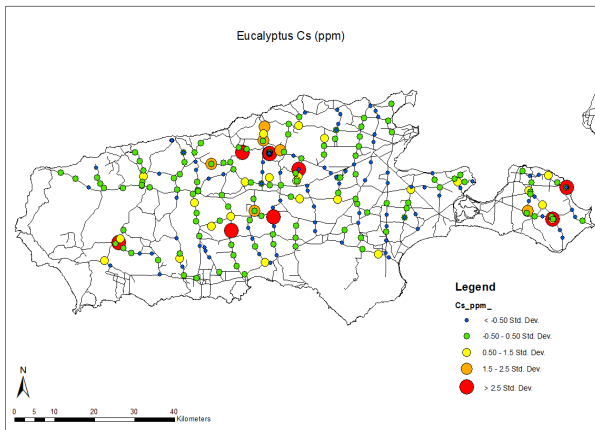 Eucalyptus Cs (ppm)
Legend
Cs_ppm_
< -0.50 Std. Dev.
-0.50 - 0.50 Std. Dev.
0.50 - 1.5 Std. Dev.
1.5 - 2.5 Std. Dev.
> 2.5 Std. Dev.
N
0 5 10 20 30 40
Kilometers